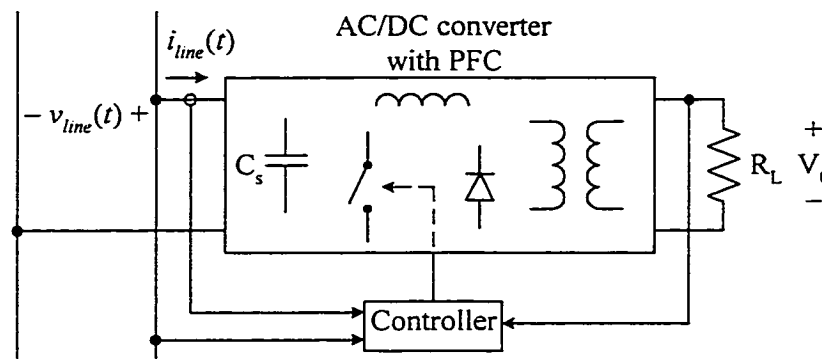 AC/DC converter
with PFC
i_line(t)
− v_line(t) +
C_s
R_L
+
V
−
Controller